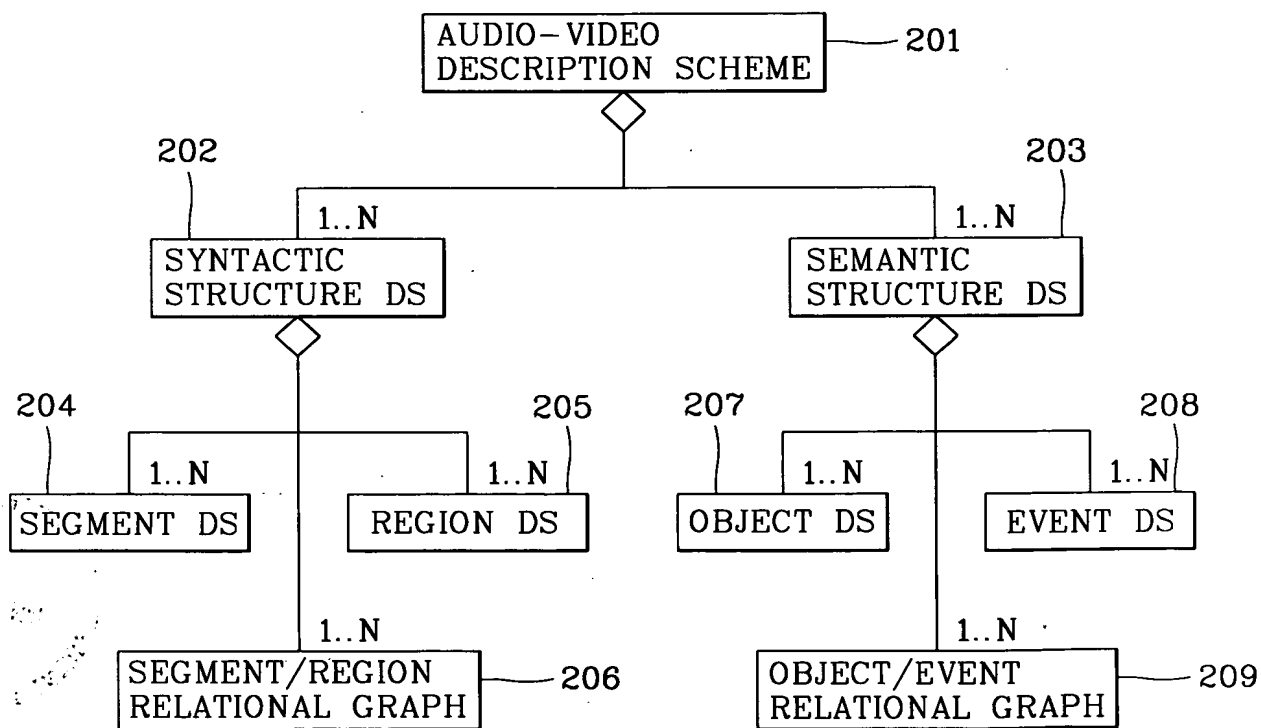 AUDIO-VIDEO
DESCRIPTION SCHEME
201
202
203
1..N
1..N
SYNTACTIC
STRUCTURE DS
SEMANTIC
STRUCTURE DS
204
205
207
208
1..N
1..N
1..N
1..N
SEGMENT DS
REGION DS
OBJECT DS
EVENT DS
1..N
1..N
SEGMENT/REGION
RELATIONAL GRAPH
206
OBJECT/EVENT
RELATIONAL GRAPH
209